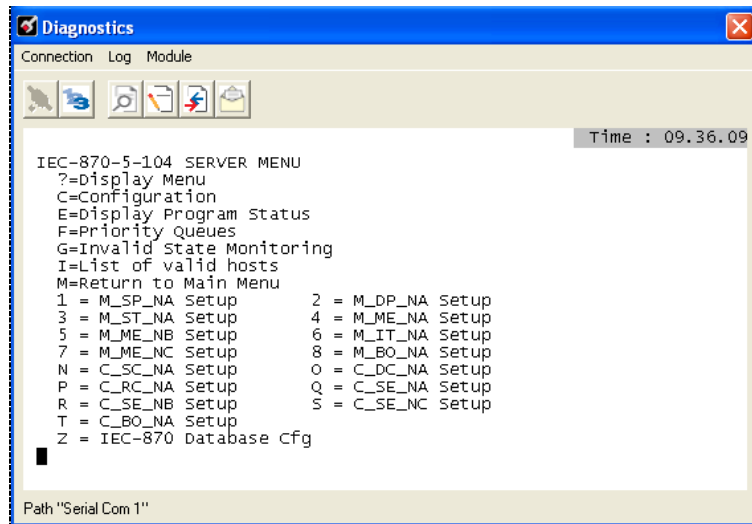 Diagnostics
Connection Log Module
Time : 09.36.09
IEC-870-5-104 SERVER MENU
?=Display Menu
C=Configuration
E=Display Program Status
F=Priority Queues
G=Invalid State Monitoring
I=List of valid hosts
M=Return to Main Menu
1 = M_SP_NA Setup 2 = M_DP_NA Setup
3 = M_ST_NA Setup 4 = M_ME_NA Setup
5 = M_ME_NB Setup 6 = M_IT_NA Setup
7 = M_ME_NC Setup 8 = M_BO_NA Setup
N = C_SC_NA Setup O = C_DC_NA Setup
P = C_RC_NA Setup Q = C_SE_NA Setup
R = C_SE_NB Setup S = C_SE_NC Setup
T = C_BO_NA Setup
Z = IEC-870 Database Cfg
Path "Serial Com 1"